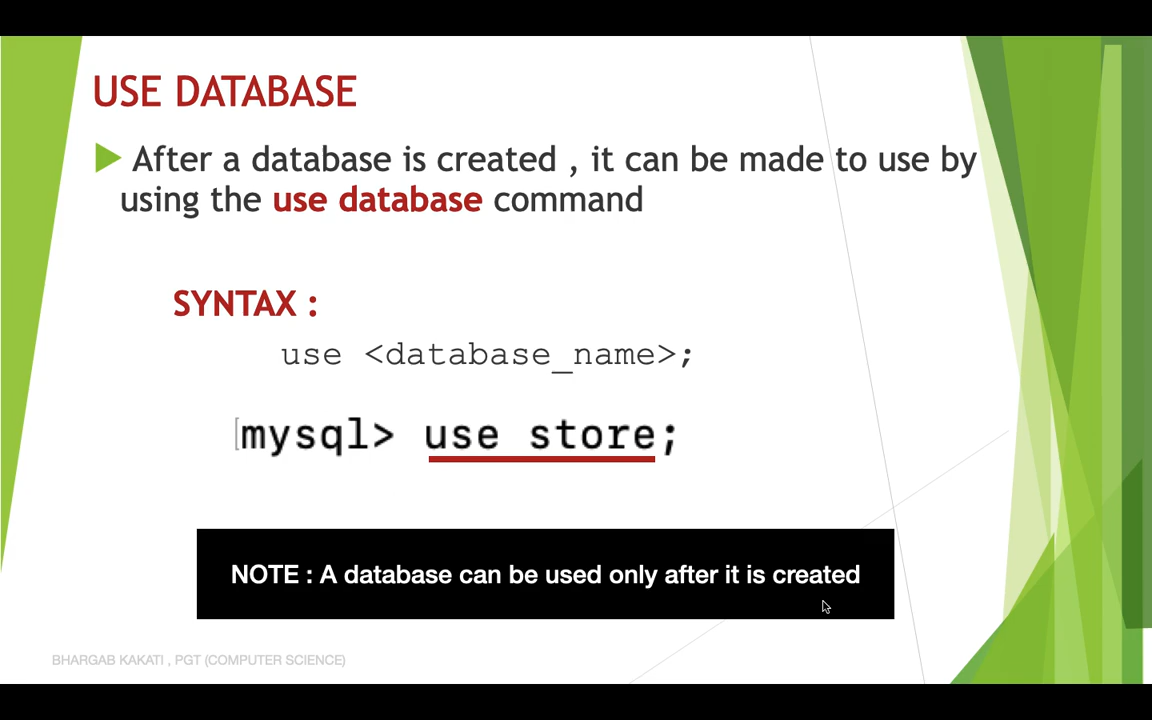 USE DATABASE
After a database is created , it can be made to use by
using the use database command
SYNTAX :
use <database_name>;
mysql> use store;
NOTE : A database can be used only after it is created
BHARGAB KAKATI , PGT (COMPUTER SCIENCE)